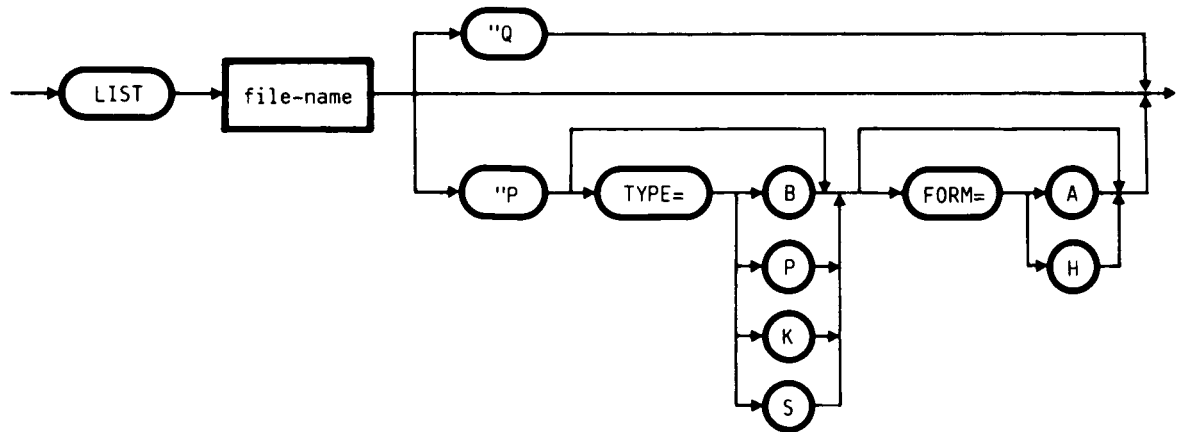 "Q
LIST
file-name
"P
TYPE=
B
FORM=
A
P
H
K
S